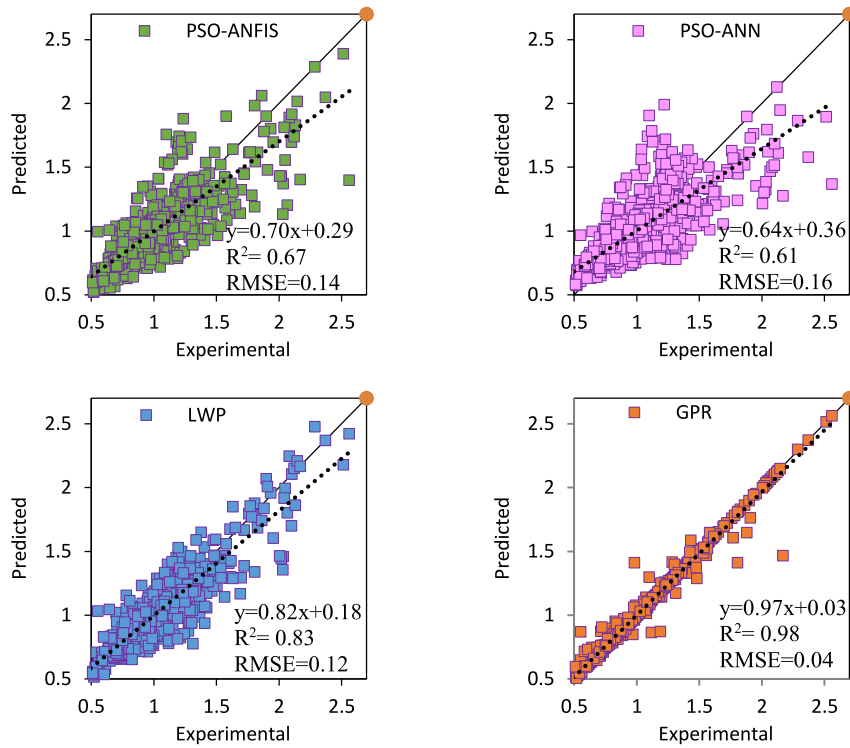 PSO-ANFIS
2.5
2
1.5
1
0.5
Predicted
y=0.70x+0.29
R²= 0.67
RMSE=0.14
0.5 1 1.5 2 2.5
Experimental
PSO-ANN
2.5
2
1.5
1
0.5
Predicted
y=0.64x+0.36
R²= 0.61
RMSE=0.16
0.5 1 1.5 2 2.5
Experimental
LWP
2.5
2
1.5
1
0.5
Predicted
y=0.82x+0.18
R²= 0.83
RMSE=0.12
0.5 1 1.5 2 2.5
Experimental
GPR
2.5
2
1.5
1
0.5
Predicted
y=0.97x+0.03
R²= 0.98
RMSE=0.04
0.5 1 1.5 2 2.5
Experimental